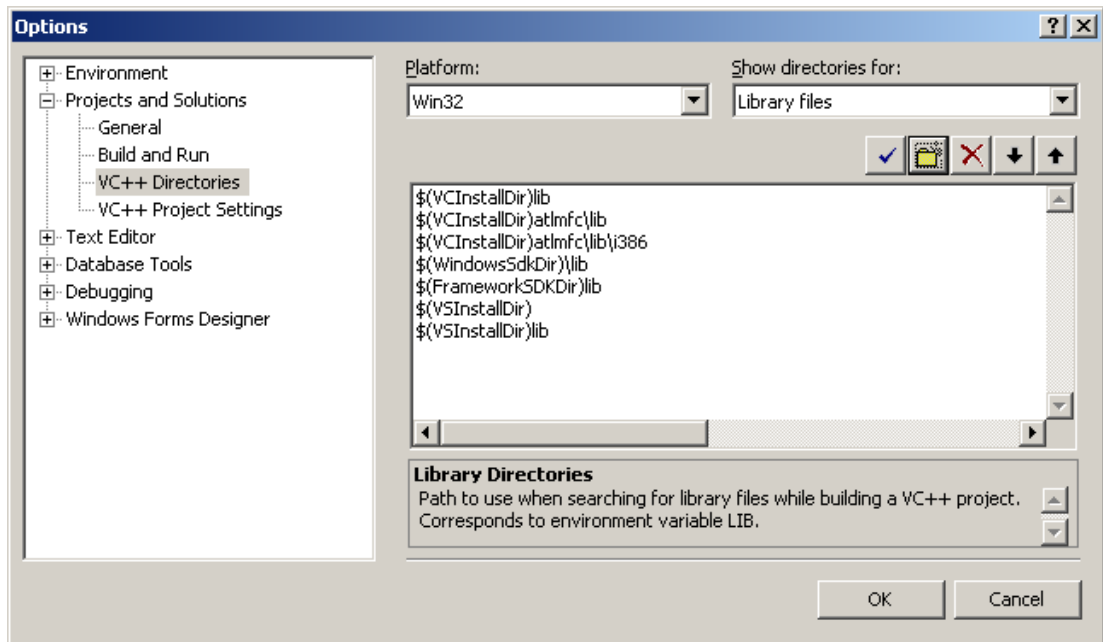 Options
Environment
Projects and Solutions
General
Build and Run
VC++ Directories
VC++ Project Settings
Text Editor
Database Tools
Debugging
Windows Forms Designer
Platform:
Win32
Show directories for:
Library files
$(VCInstallDir)lib
$(VCInstallDir)atlmfc\lib
$(VCInstallDir)atlmfc\lib\i386
$(WindowsSdkDir)\lib
$(FrameworkSDKDir)lib
$(VSInstallDir)
$(VSInstallDir)lib
Library Directories
Path to use when searching for library files while building a VC++ project.
Corresponds to environment variable LIB.
OK
Cancel